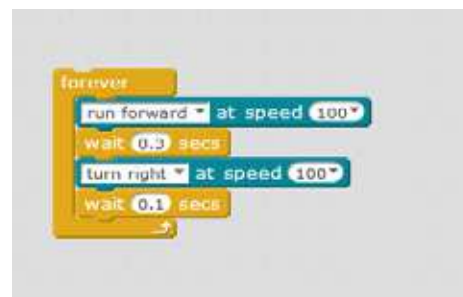 forever
run forward at speed 100
wait 0.3 secs
turn right at speed 100
wait 0.1 secs